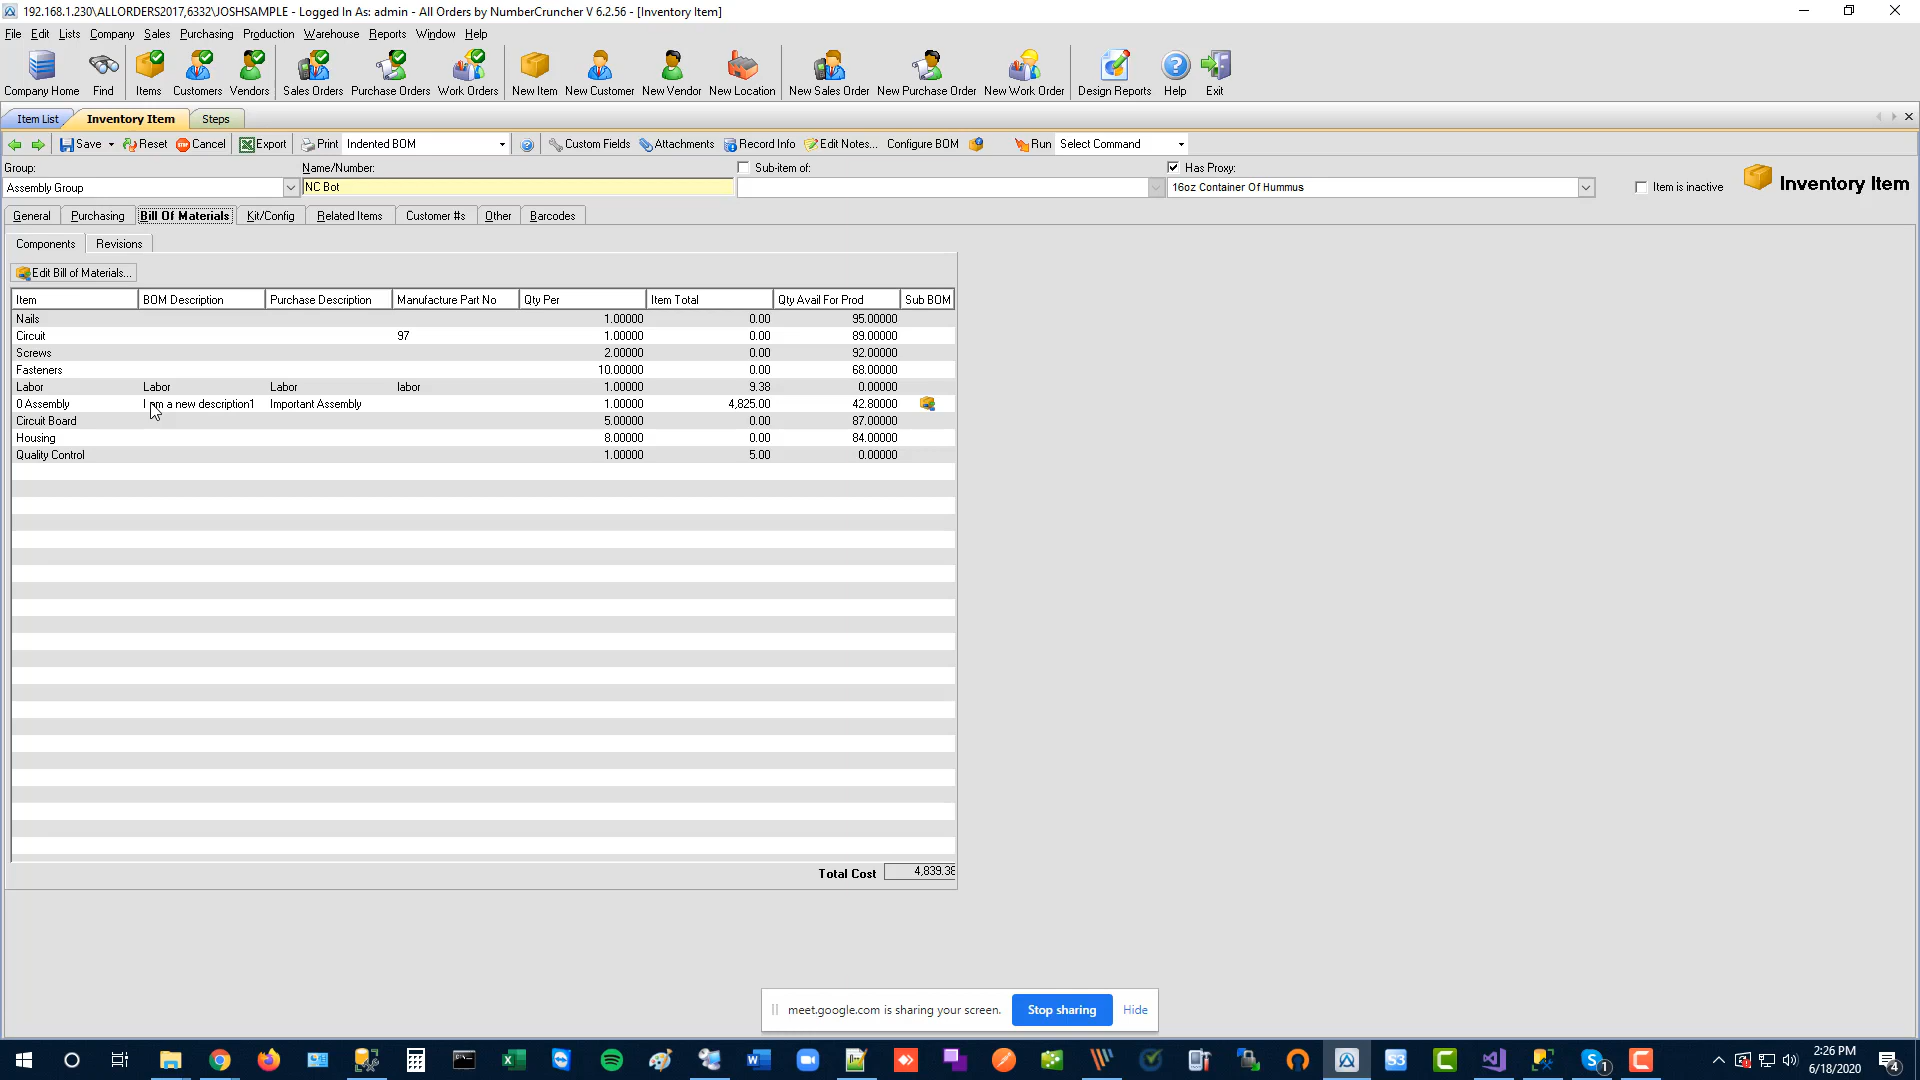 192.168.1.230\ALLORDERS2017,6332\JOSHSAMPLE - Logged In As: admin - All Orders by NumberCruncher V 6.2.56 - [Inventory Item]
File Edit Lists Company Sales Purchasing Production Warehouse Reports Window Help
Company Home Find Items Customers Vendors Sales Orders Purchase Orders Work Orders New Item New Customer New Vendor New Location New Sales Order New Purchase Order New Work Order Design Reports Help Exit
Item List Inventory Item Steps
Save Reset Cancel Export Print Indented BOM Custom Fields Attachments Record Info Edit Notes... Configure BOM Run Select Command
Group: Name/Number: Sub-item of: Has Proxy:
Assembly Group NC Bot 16oz Container Of Hummus Item is inactive Inventory Item
General Purchasing Bill Of Materials Kit/Config Related Items Customer #s Other Barcodes
Components Revisions
Edit Bill of Materials...
Item BOM Description Purchase Description Manufacture Part No Qty Per Item Total Qty Avail For Prod Sub BOM
Nails 1.00000 0.00 95.00000
Circuit 97 1.00000 0.00 89.00000
Screws 2.00000 0.00 92.00000
Fasteners 10.00000 0.00 68.00000
Labor Labor Labor labor 1.00000 9.38 0.00000
0 Assembly I am a new description1 Important Assembly 1.00000 4,825.00 42.80000
Circuit Board 5.00000 0.00 87.00000
Housing 8.00000 0.00 84.00000
Quality Control 1.00000 5.00 0.00000
Total Cost 4,839.38
meet.google.com is sharing your screen. Stop sharing Hide
2:26 PM
6/18/2020